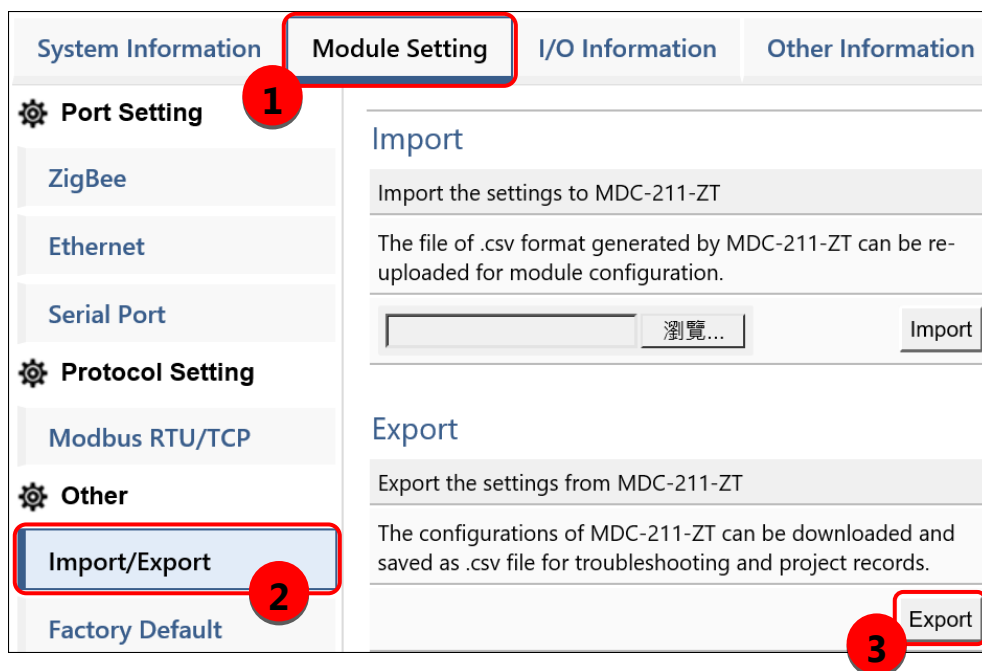 System Information
Module Setting
I/O Information
Other Information
1
Port Setting
ZigBee
Ethernet
Serial Port
Protocol Setting
Modbus RTU/TCP
Other
Import/Export
2
Factory Default
Import
Import the settings to MDC-211-ZT
The file of .csv format generated by MDC-211-ZT can be re-
uploaded for module configuration.
瀏覽...
Import
Export
Export the settings from MDC-211-ZT
The configurations of MDC-211-ZT can be downloaded and
saved as .csv file for troubleshooting and project records.
Export
3